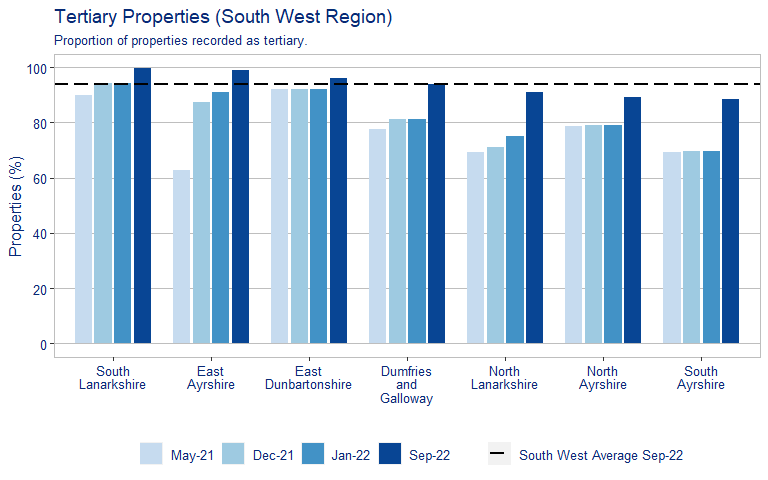 Tertiary Properties (South West Region)
Proportion of properties recorded as tertiary.
Properties (%)
100
80
60
40
20
0
South Lanarkshire
East Ayrshire
East Dunbartonshire
Dumfries and Galloway
North Lanarkshire
North Ayrshire
South Ayrshire
May-21 Dec-21 Jan-22 Sep-22 South West Average Sep-22